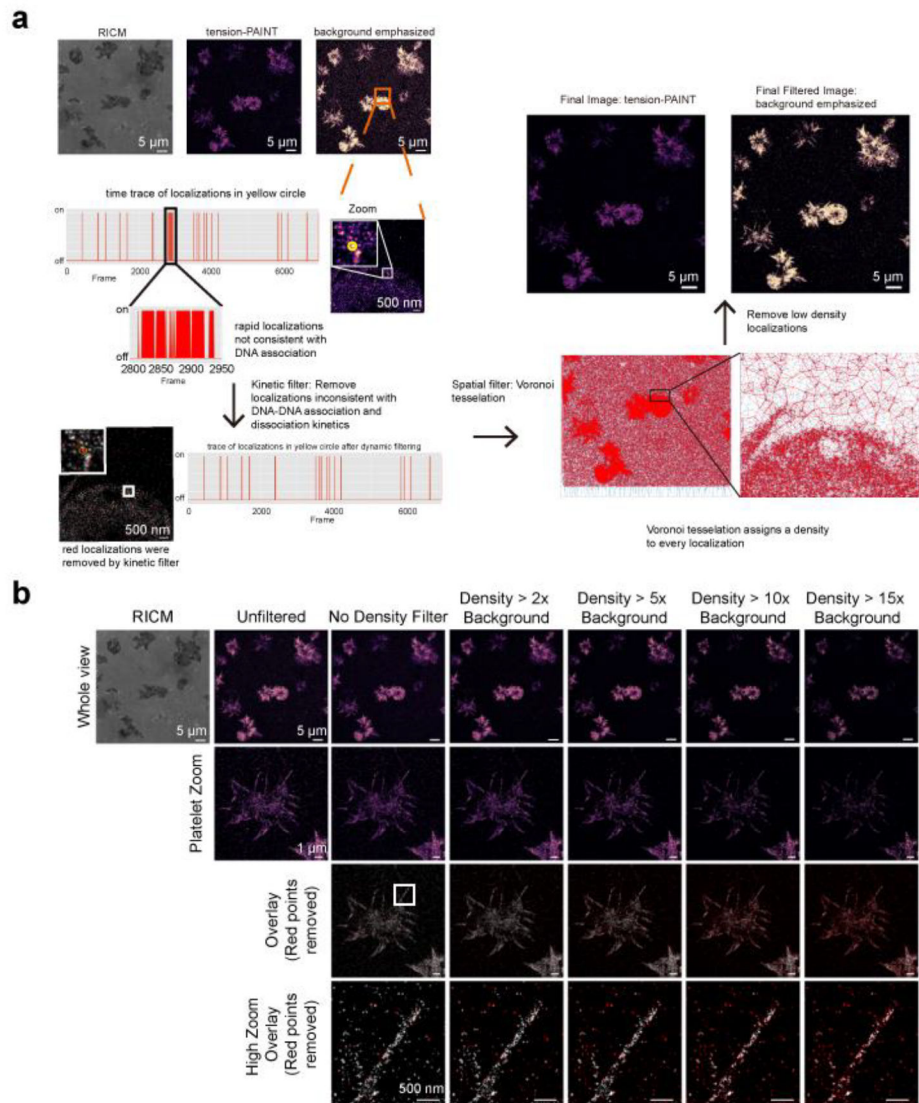 a
RICM
tension-PAINT
background emphasized
5 µm
5 µm
5 µm
time trace of localizations in yellow circle
on
off
0
2000
Frame
4000
6000
Zoom
500 nm
on
off
2800 2850 2900 2950
Frame
rapid localizations
not consistent with
DNA association
Kinetic filter: Remove
localizations inconsistent with
DNA-DNA association and
dissociation kinetics
trace of localizations in yellow circle after dynamic filtering
on
off
0
2000
4000
6000
Frame
500 nm
red localizations were
removed by kinetic filter
Spatial filter: Voronoi
tesselation
Final Image: tension-PAINT
Final Filtered Image:
background emphasized
5 µm
5 µm
Remove low density
localizations
Voronoi tesselation assigns a density
to every localization
b
RICM
Unfiltered
No Density Filter
Density > 2x
Background
Density > 5x
Background
Density > 10x
Background
Density > 15x
Background
Whole view
5 µm
5 µm
Platelet Zoom
1 µm
Overlay
(Red points
removed)
High Zoom
Overlay
(Red points
removed)
500 nm